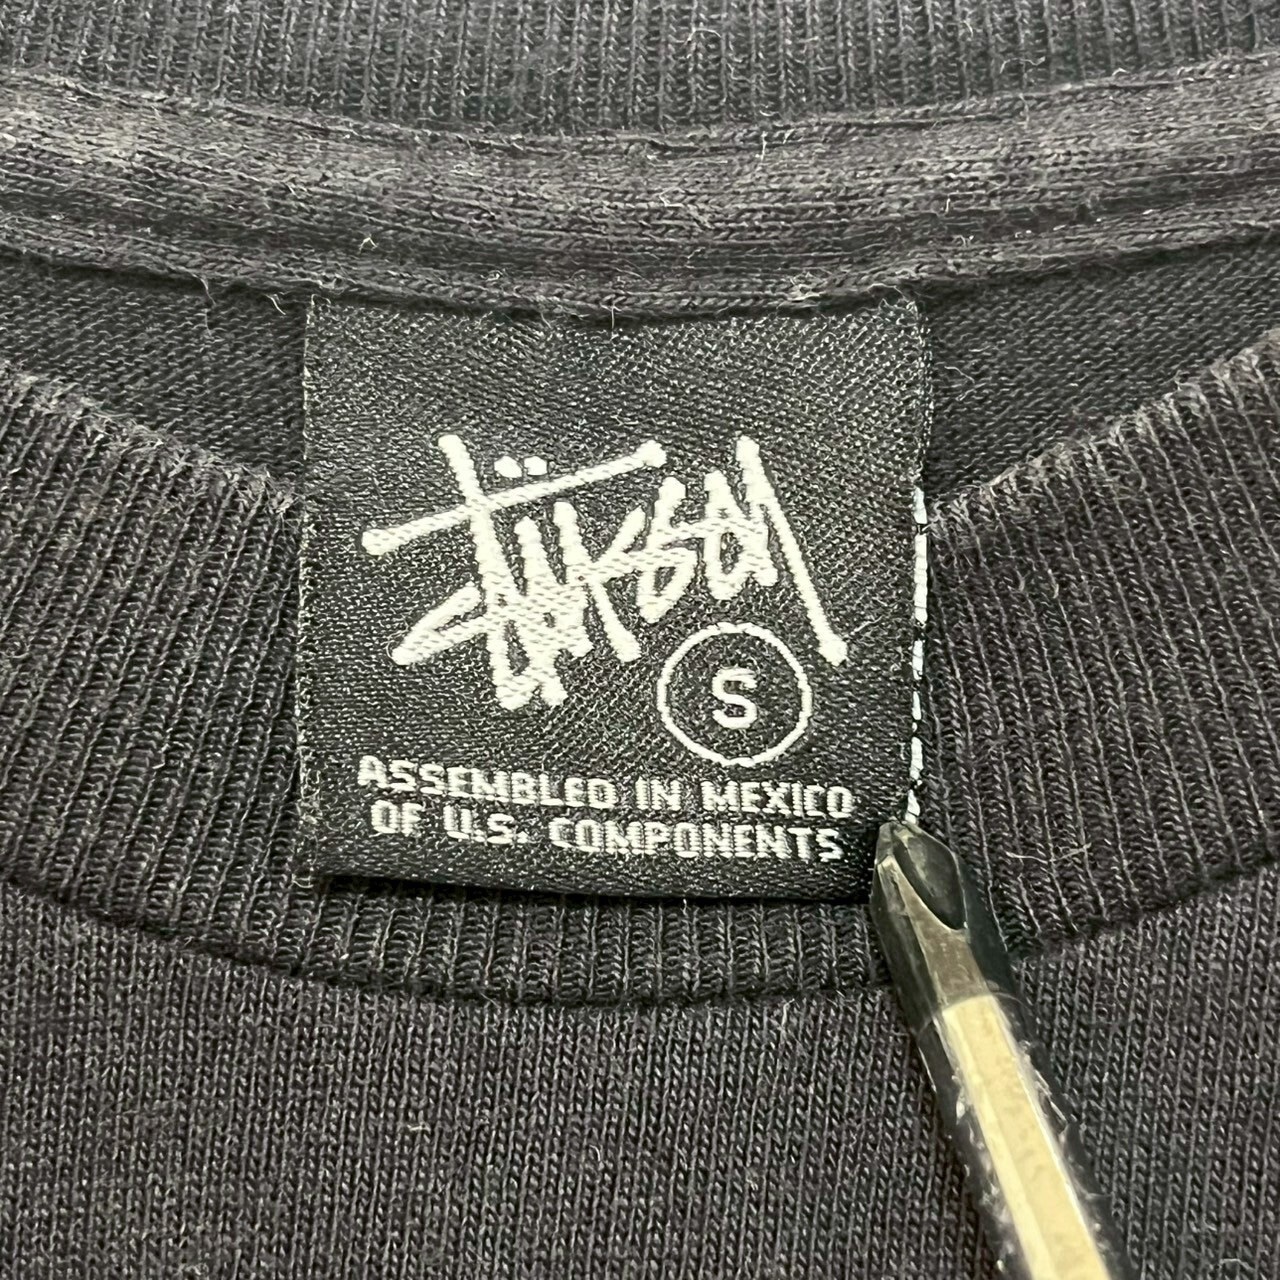 Stüssy
S
ASSEMBLED IN MEXICO
OF U.S. COMPONENTS